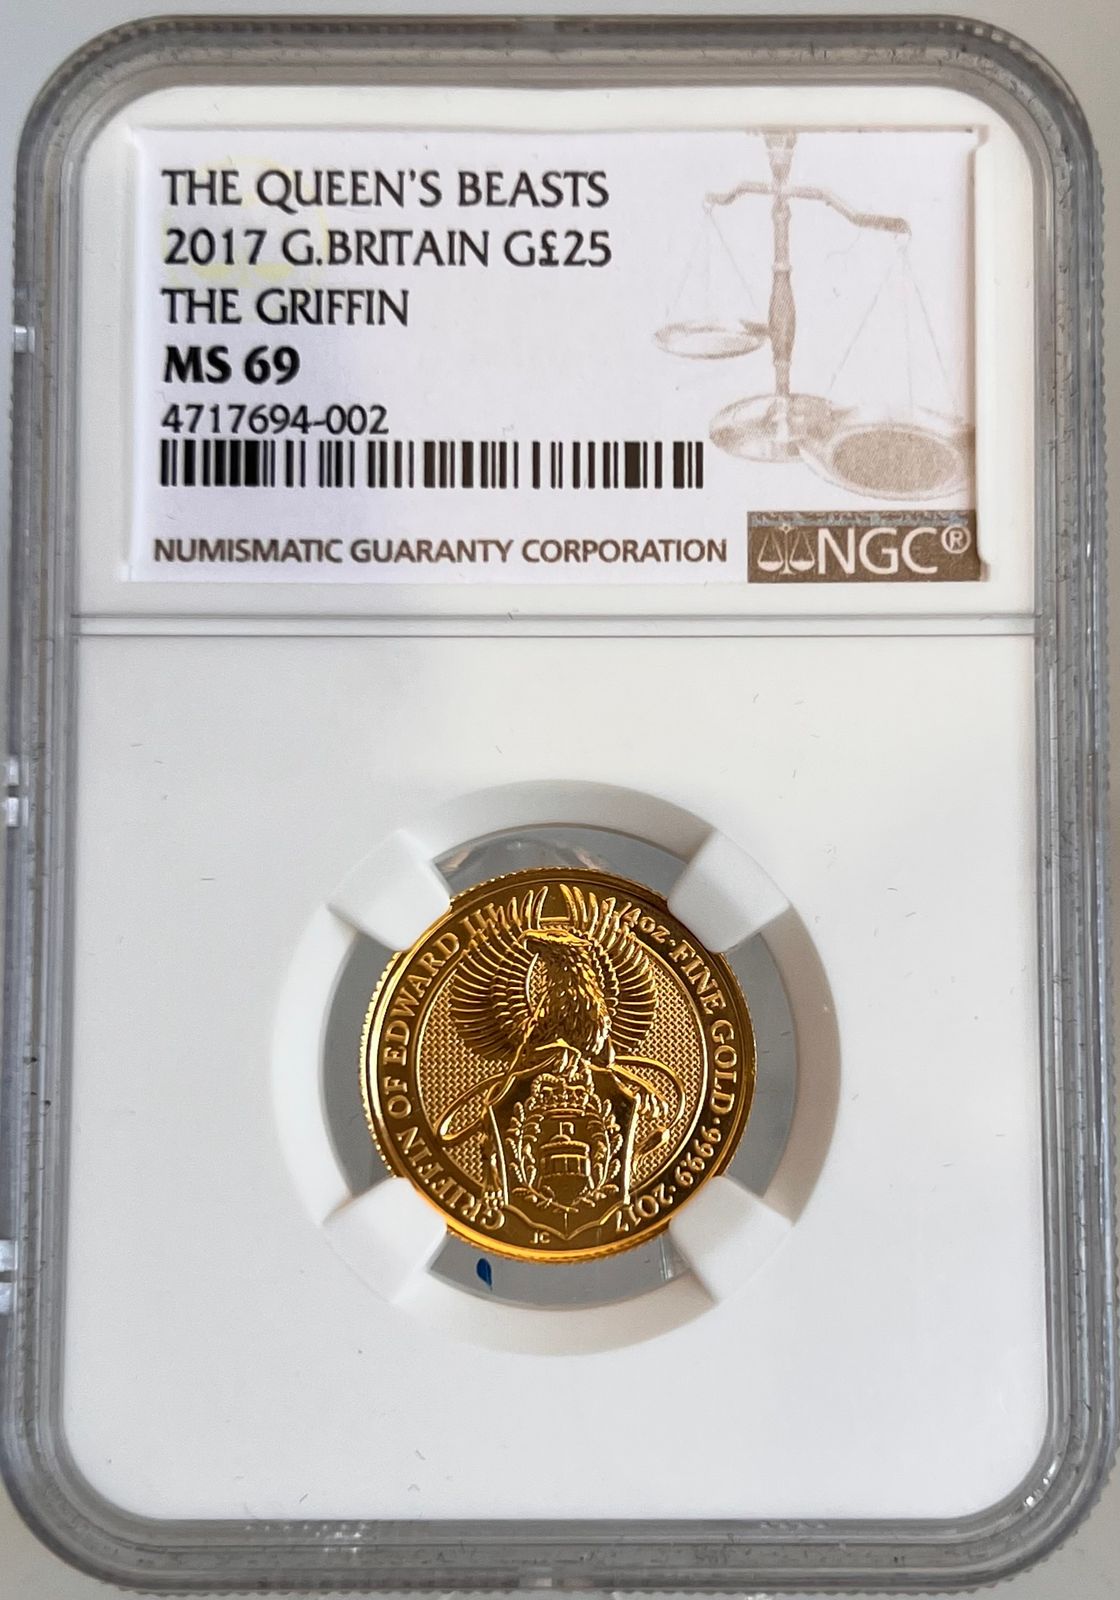 THE QUEEN'S BEASTS
2017 G.BRITAIN G£25
THE GRIFFIN
MS 69
4717694-002
NUMISMATIC GUARANTY CORPORATION
NGC®
GRIFFIN OF EDWARD III
1/4OZ·FINE GOLD·9999·2017
JC